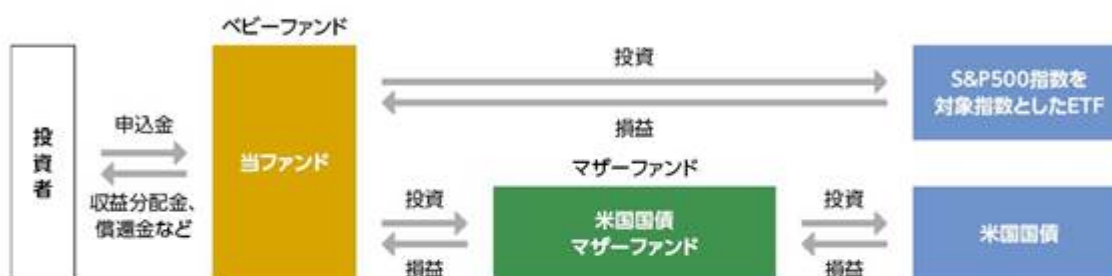 ベビーファンド
投資者
申込金
収益分配金、
償還金など
当ファンド
投資
損益
S&P500指数を
対象指数としたETF
マザーファンド
投資
損益
米国国債
マザーファンド
投資
損益
米国国債